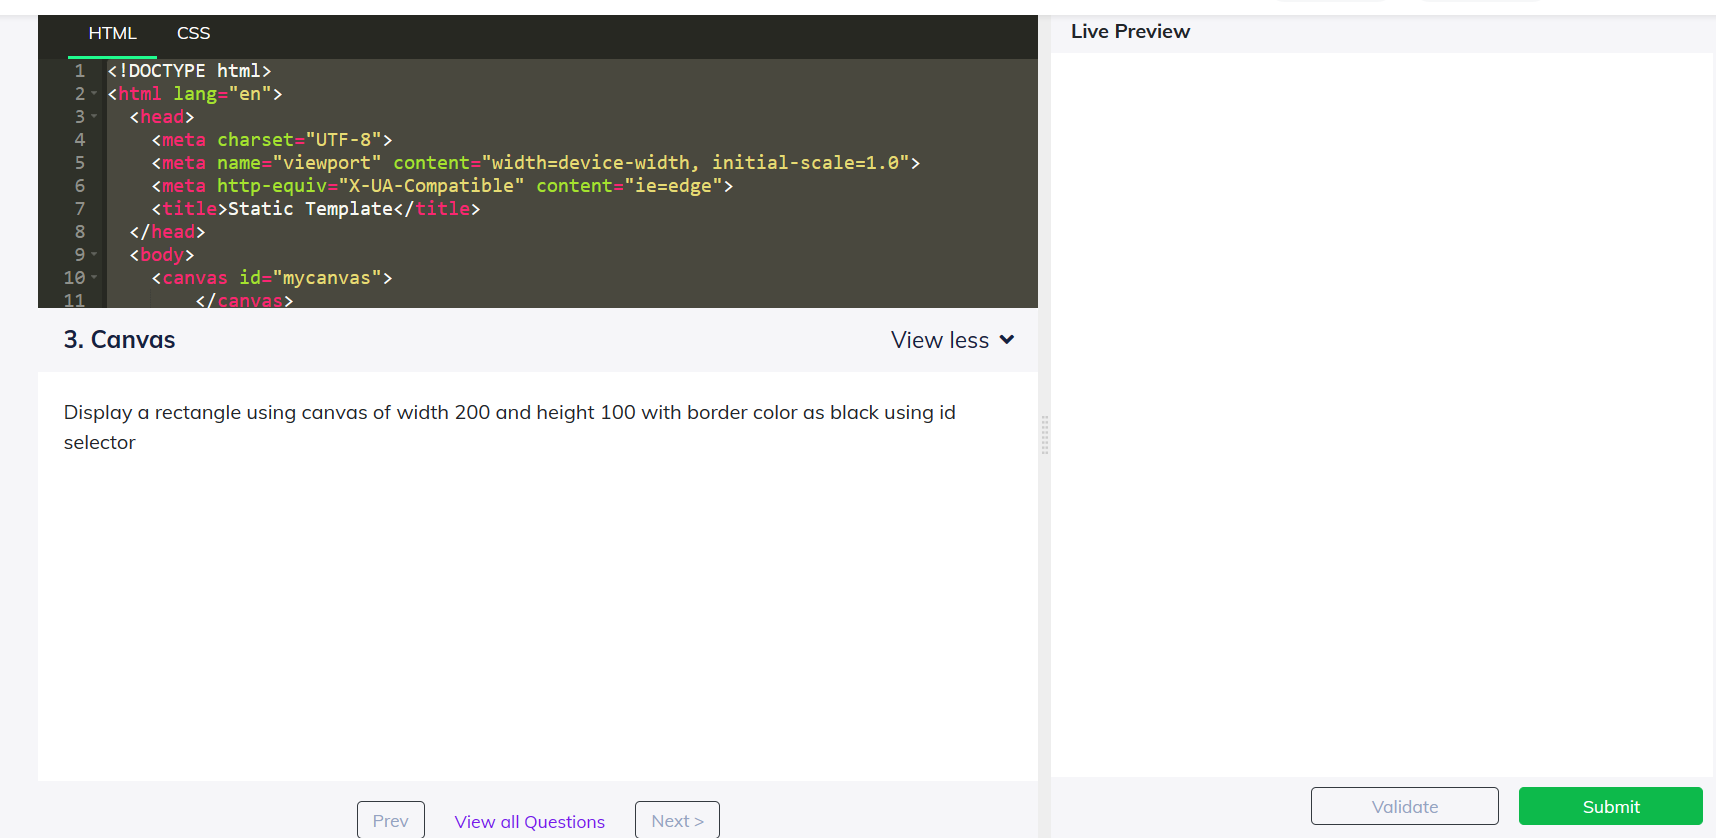 HTML CSS
Live Preview
1 <!DOCTYPE html>
2 <html lang="en">
3 <head>
4 <meta charset="UTF-8">
5 <meta name="viewport" content="width=device-width, initial-scale=1.0">
6 <meta http-equiv="X-UA-Compatible" content="ie=edge">
7 <title>Static Template</title>
8 </head>
9 <body>
10 <canvas id="mycanvas">
11 </canvas>
3. Canvas
View less
Display a rectangle using canvas of width 200 and height 100 with border color as black using id
selector
Prev View all Questions Next >
Validate Submit